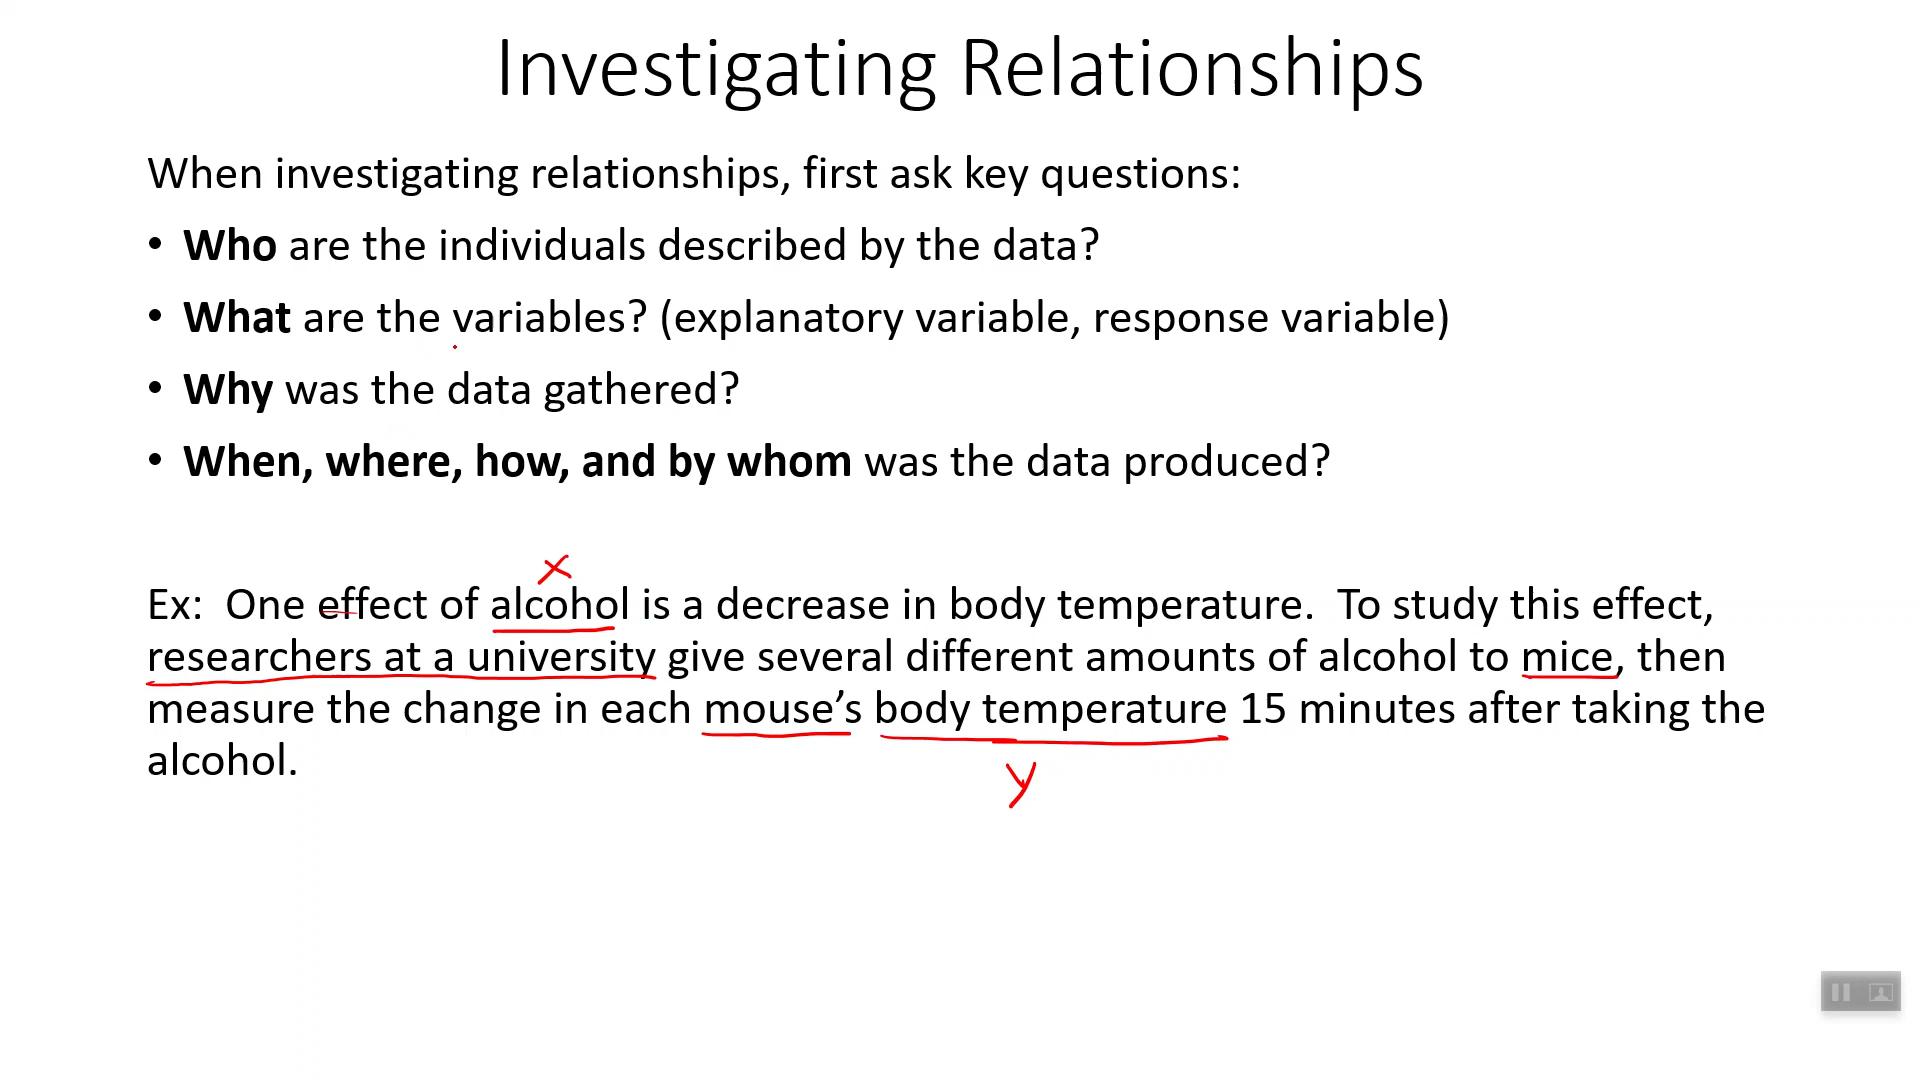 Investigating Relationships
When investigating relationships, first ask key questions:
• Who are the individuals described by the data?
• What are the variables? (explanatory variable, response variable)
• Why was the data gathered?
• When, where, how, and by whom was the data produced?
x
Ex: One effect of alcohol is a decrease in body temperature. To study this effect,
researchers at a university give several different amounts of alcohol to mice, then
measure the change in each mouse’s body temperature 15 minutes after taking the
alcohol.
y